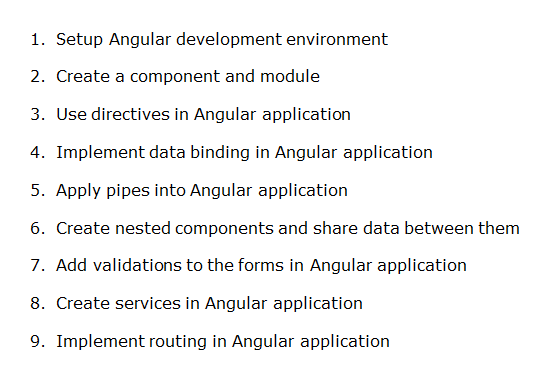 1. Setup Angular development environment
2. Create a component and module
3. Use directives in Angular application
4. Implement data binding in Angular application
5. Apply pipes into Angular application
6. Create nested components and share data between them
7. Add validations to the forms in Angular application
8. Create services in Angular application
9. Implement routing in Angular application